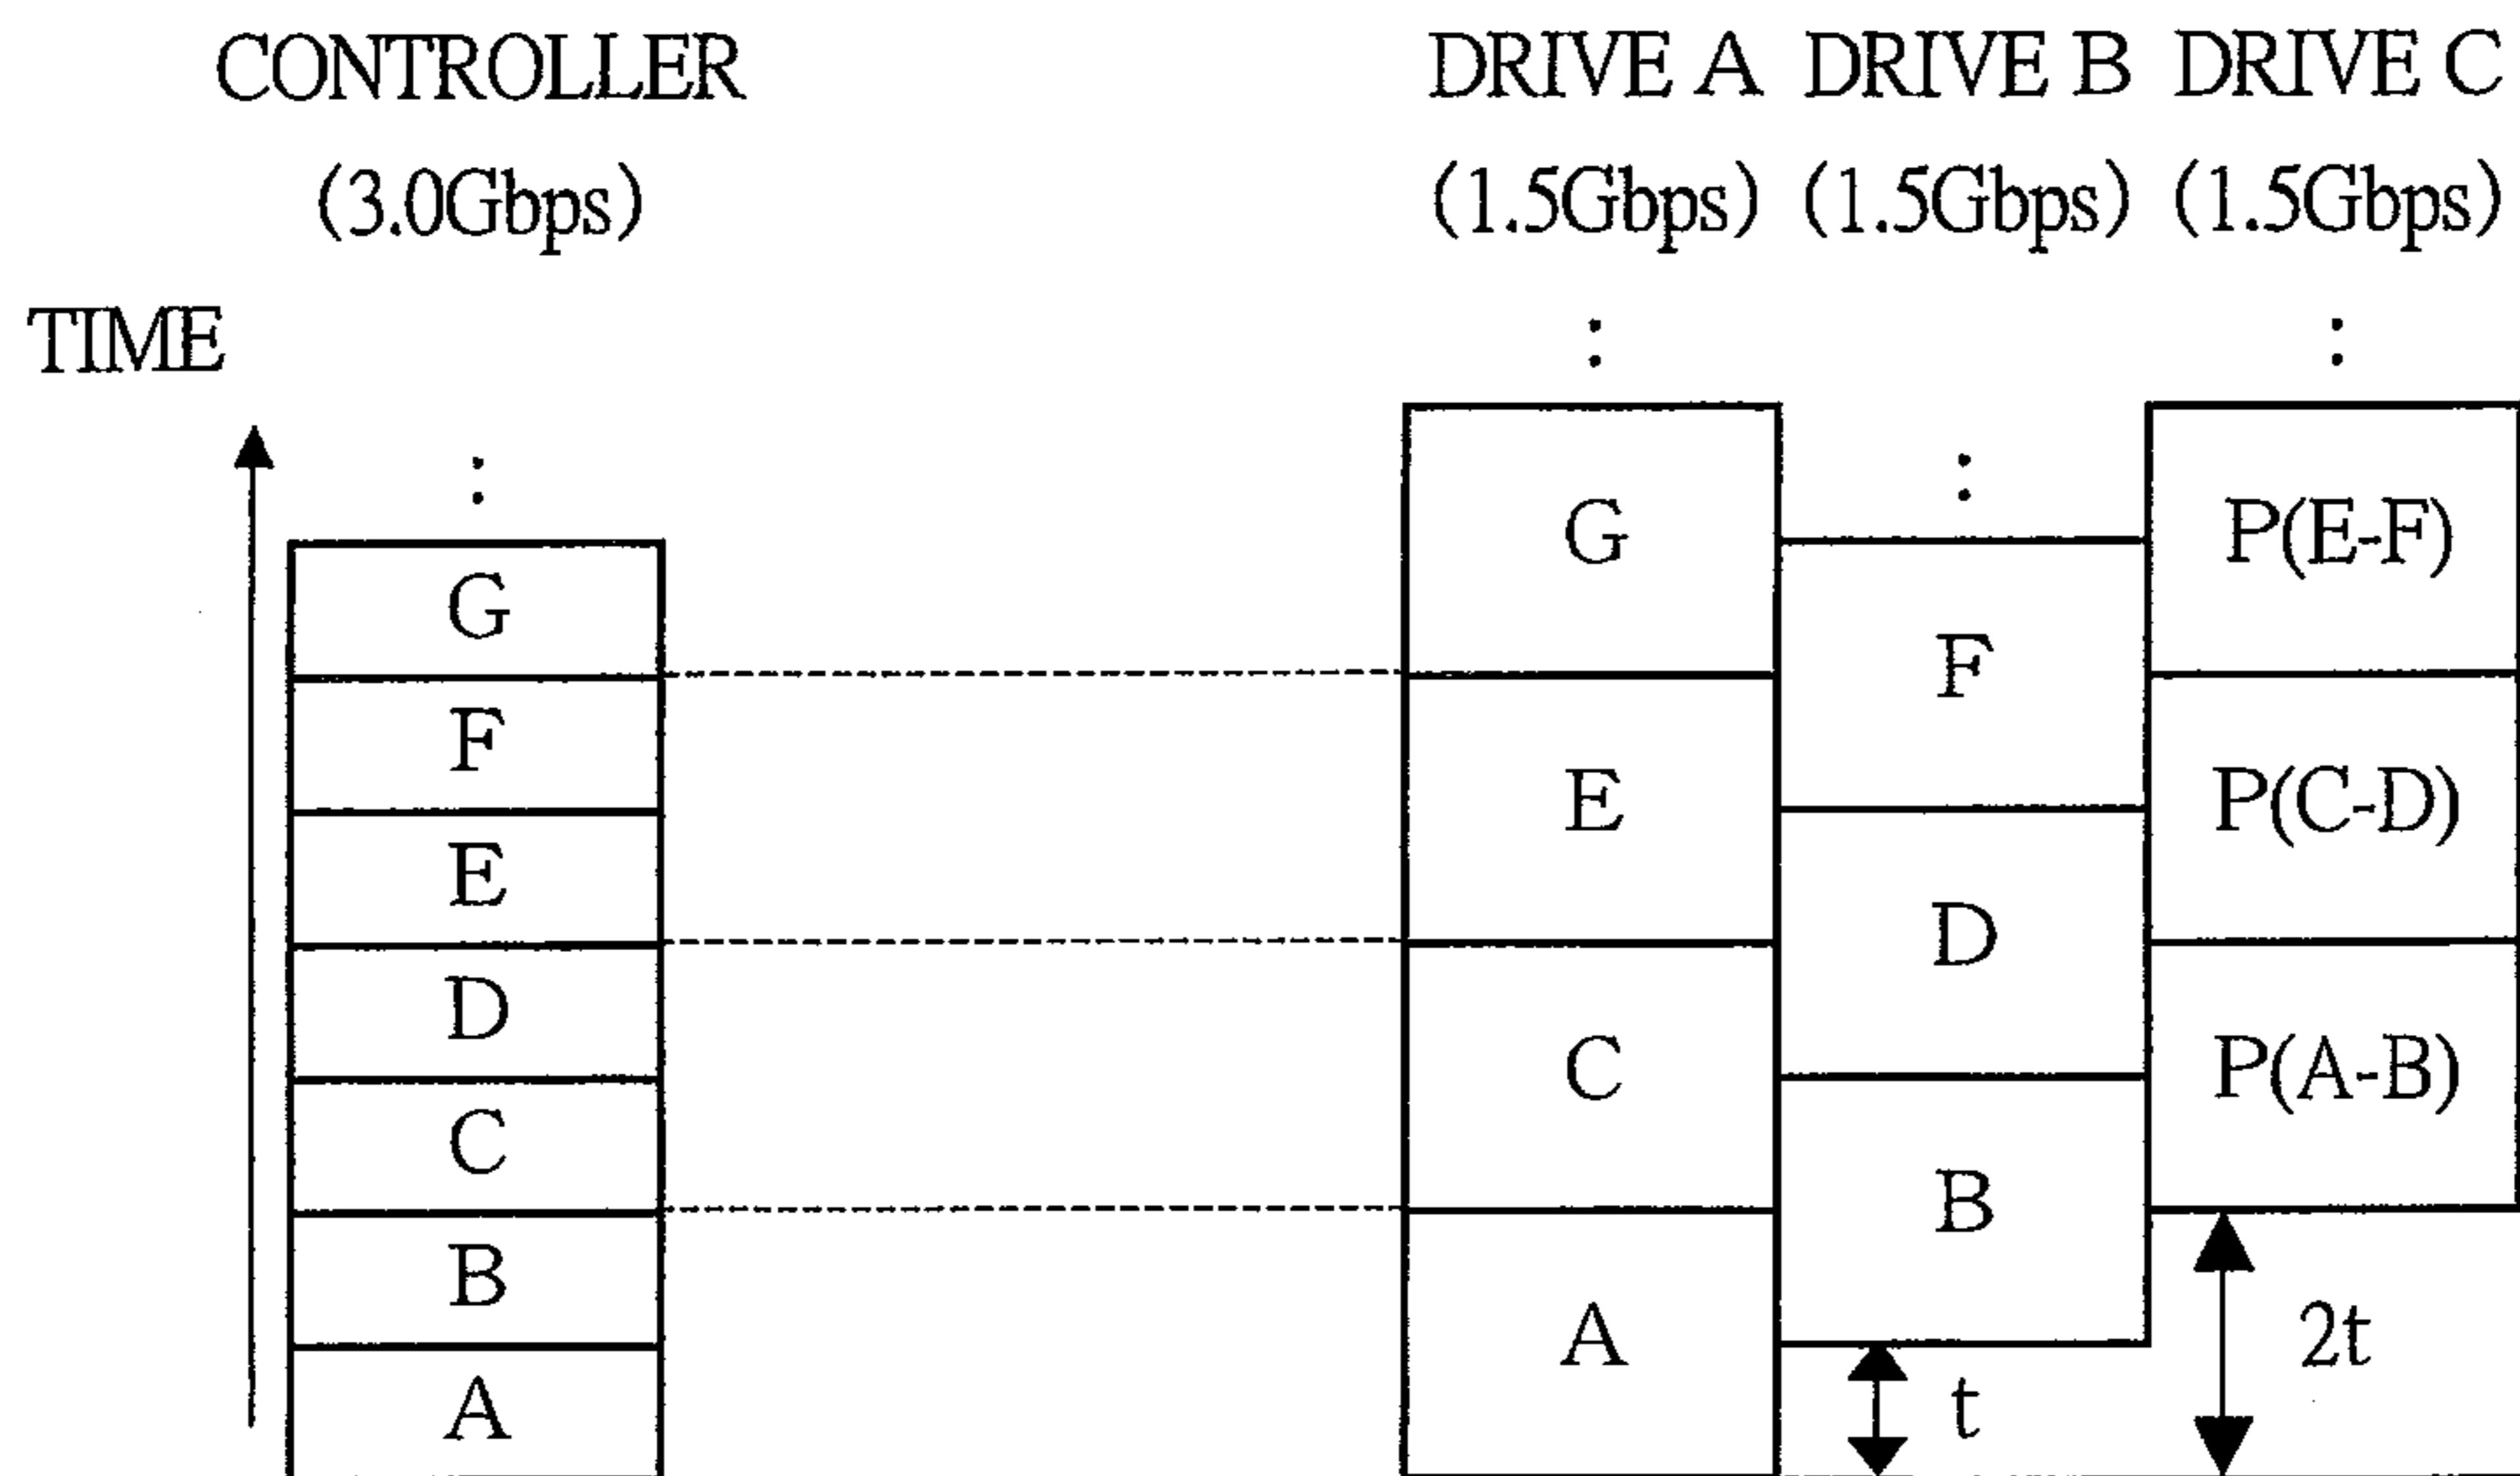 CONTROLLER
(3.0Gbps)
DRIVE A DRIVE B DRIVE C
(1.5Gbps) (1.5Gbps) (1.5Gbps)
TIME
:
G
F
E
D
C
B
A
:
G
E
C
A
:
F
D
B
t
:
P(E-F)
P(C-D)
P(A-B)
2t